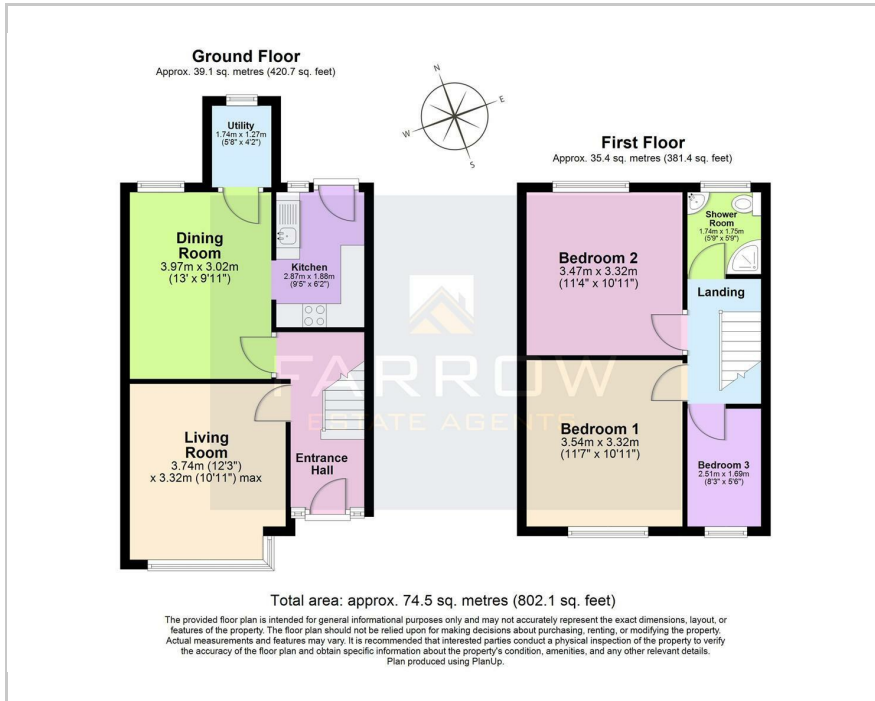 Ground Floor
Approx. 39.1 sq. metres (420.7 sq. feet)
Utility
1.74m x 1.27m
(5'8" x 4'2")
Dining
Room
3.97m x 3.02m
(13' x 9'11")
Kitchen
2.87m x 1.88m
(9'5" x 6'2")
Living
Room
3.74m (12'3")
x 3.32m (10'11") max
Entrance
Hall
N
E
W
S
First Floor
Approx. 35.4 sq. metres (381.4 sq. feet)
Bedroom 2
3.47m x 3.32m
(11'4" x 10'11")
Shower
Room
1.74m x 1.75m
(5'9" x 5'9")
Landing
Bedroom 1
3.54m x 3.32m
(11'7" x 10'11")
Bedroom 3
2.51m x 1.69m
(8'3" x 5'6")
FARROW
ESTATE AGENTS
Total area: approx. 74.5 sq. metres (802.1 sq. feet)
The provided floor plan is intended for general informational purposes only and may not accurately represent the exact dimensions, layout, or
features of the property. The floor plan should not be relied upon for making decisions about purchasing, renting, or modifying the property.
Actual measurements and features may vary. It is recommended that interested parties conduct a physical inspection of the property to verify
the accuracy of the floor plan and obtain specific information about the property's condition, amenities, and any other relevant details.
Plan produced using PlanUp.